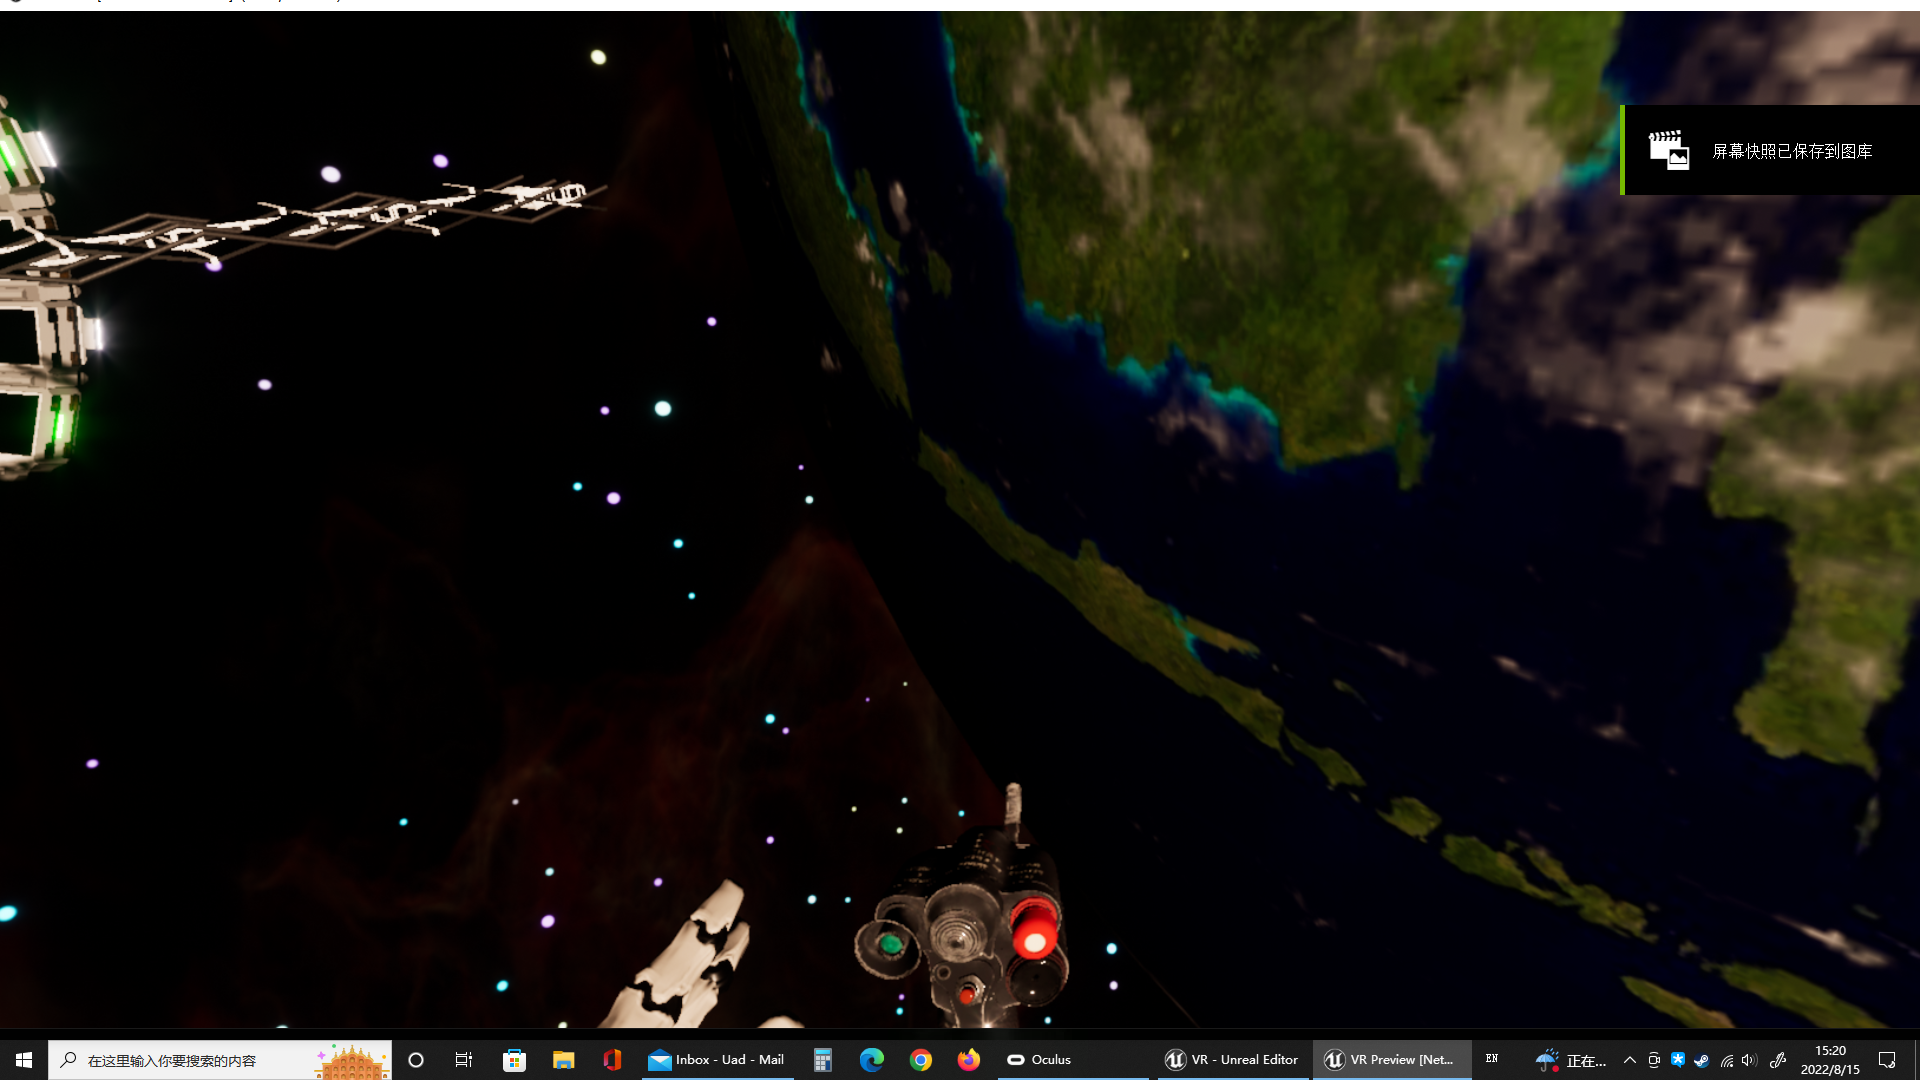 屏幕快照已保存到图库
在这里输入你要搜索的内容
Inbox - Uad - Mail
Oculus
VR - Unreal Editor
VR Preview [Net...
EN
正在...
15:20
2022/8/15